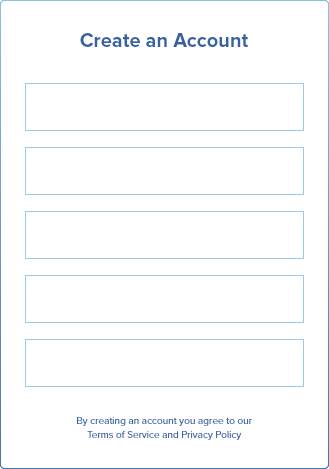 Create an Account
By creating an account you agree to our
Terms of Service and Privacy Policy